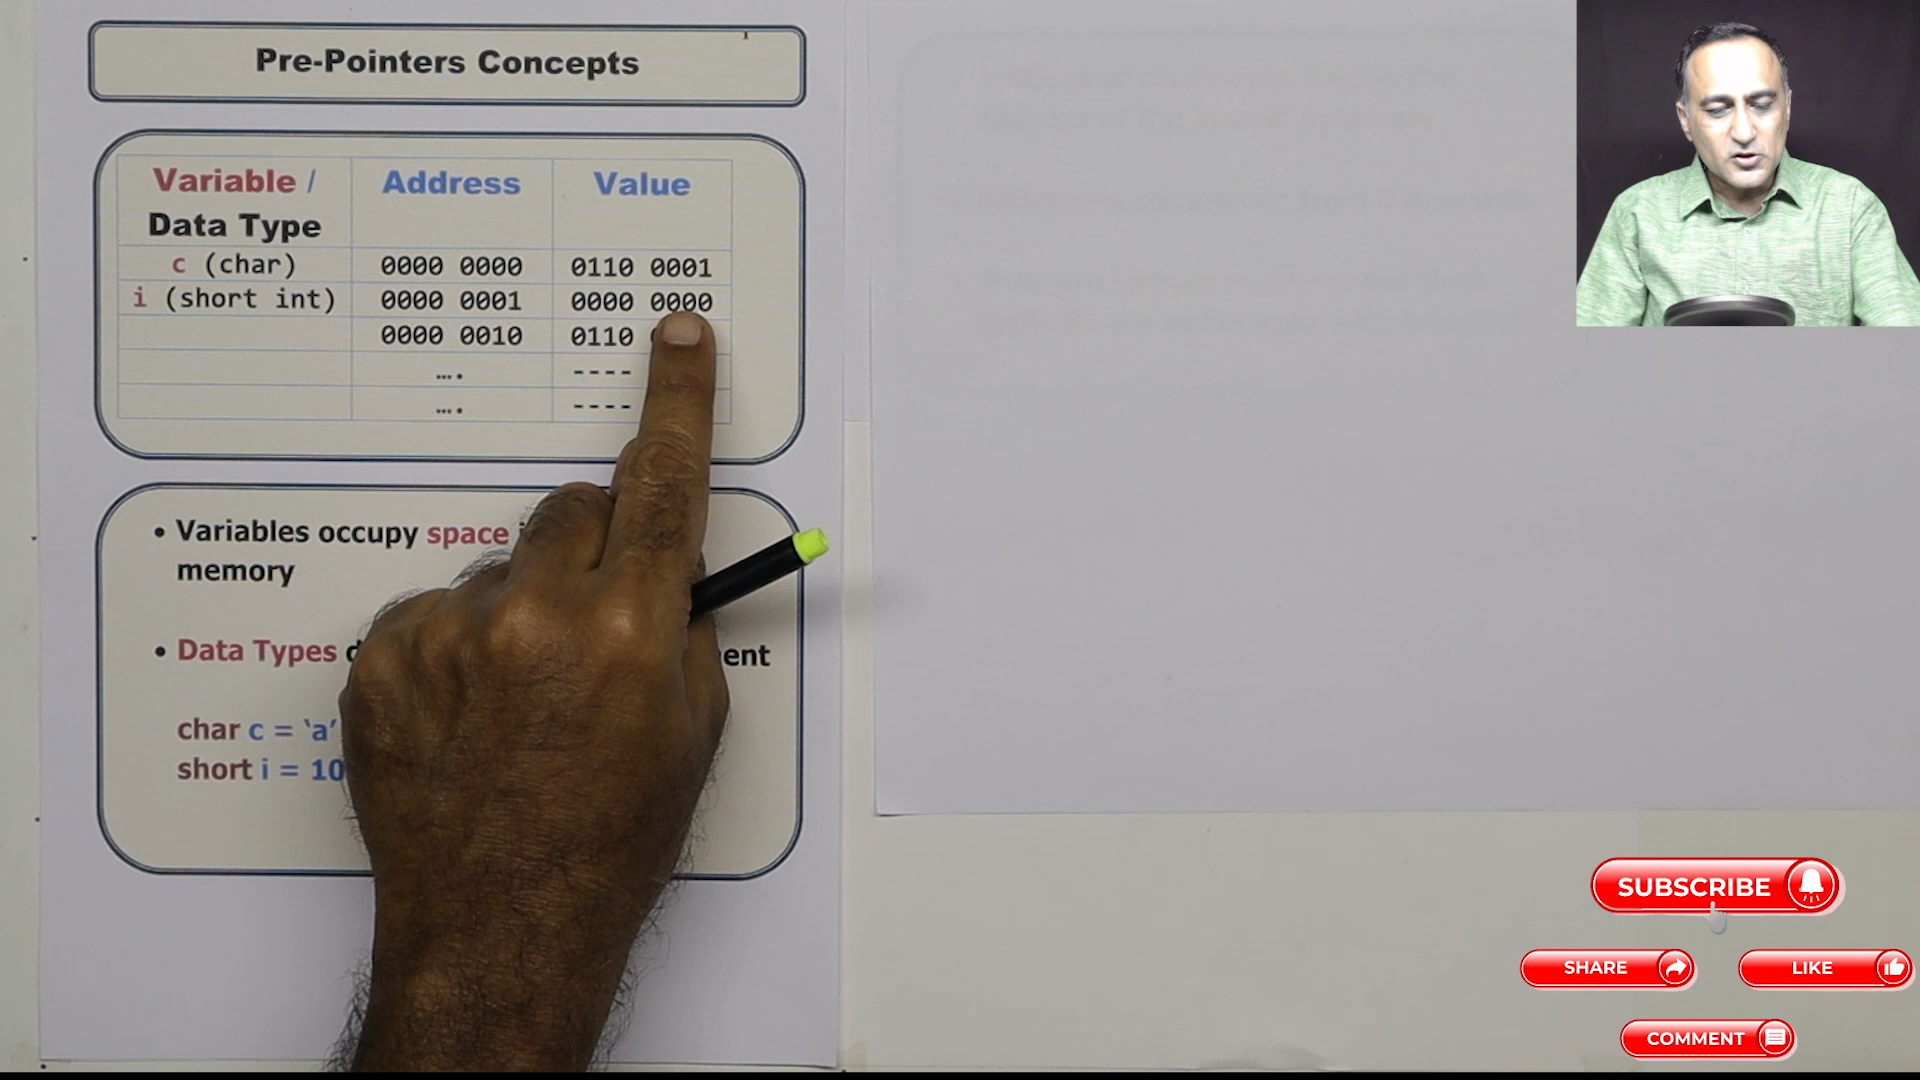 Pre-Pointers Concepts
Variable / Address Value
Data Type
c (char) 0000 0000 0110 0001
i (short int) 0000 0001 0000 0000
0000 0010 0110
.... ----
.... ----
• Variables occupy space
memory
• Data Types
char c = ‘a’
short i = 10
SUBSCRIBE
SHARE
LIKE
COMMENT